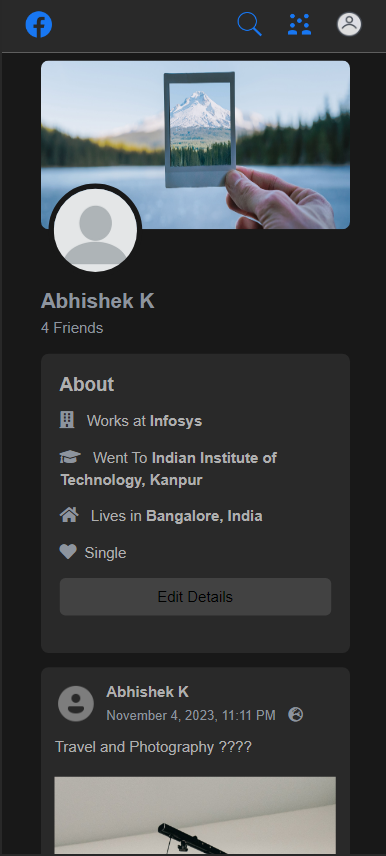 Abhishek K
4 Friends
About
Works at Infosys
Went To Indian Institute of
Technology, Kanpur
Lives in Bangalore, India
Single
Edit Details
Abhishek K
November 4, 2023, 11:11 PM
Travel and Photography ????